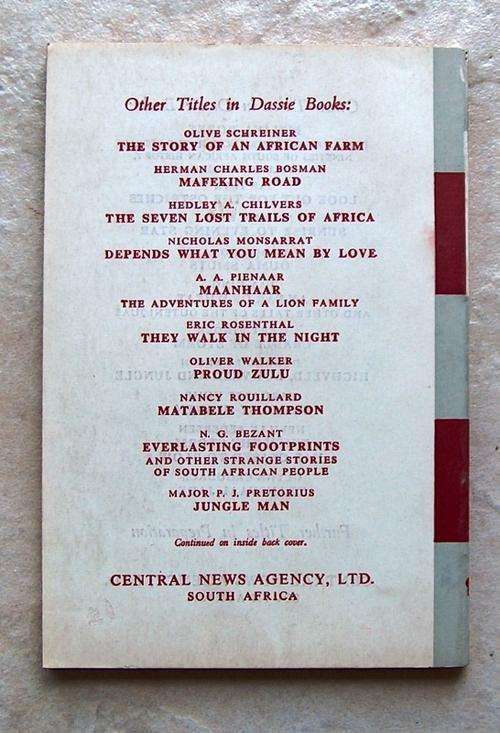 Other Titles in Dassie Books:
OLIVE SCHREINER
THE STORY OF AN AFRICAN FARM
HERMAN CHARLES BOSMAN
MAFEKING ROAD
HEDLEY A. CHILVERS
THE SEVEN LOST TRAILS OF AFRICA
NICHOLAS MONSARRAT
DEPENDS WHAT YOU MEAN BY LOVE
A. A. PIENAAR
MAANHAAR
THE ADVENTURES OF A LION FAMILY
ERIC ROSENTHAL
THEY WALK IN THE NIGHT
OLIVER WALKER
PROUD ZULU
NANCY ROUILLARD
MATABELE THOMPSON
N. G. BEZANT
EVERLASTING FOOTPRINTS
AND OTHER STRANGE STORIES
OF SOUTH AFRICAN PEOPLE
MAJOR P. J. PRETORIUS
JUNGLE MAN
Continued on inside back cover.
CENTRAL NEWS AGENCY, LTD.
SOUTH AFRICA